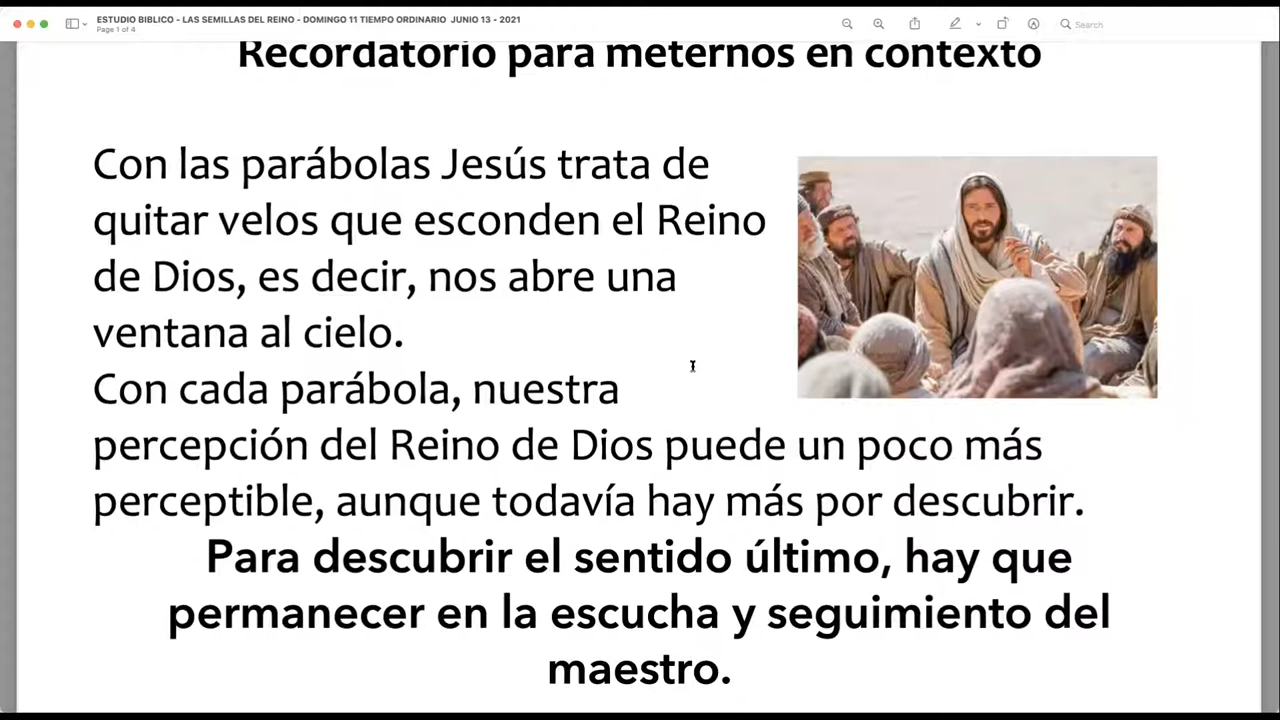 ESTUDIO BIBLICO - LAS SEMILLAS DEL REINO - DOMINGO 11 TIEMPO ORDINARIO JUNIO 13 - 2021
Page 1 of 4
Search
Recordatorio para meternos en contexto
Con las parábolas Jesús trata de
quitar velos que esconden el Reino
de Dios, es decir, nos abre una
ventana al cielo.
Con cada parábola, nuestra
percepción del Reino de Dios puede un poco más
perceptible, aunque todavía hay más por descubrir.
Para descubrir el sentido último, hay que
permanecer en la escucha y seguimiento del
maestro.